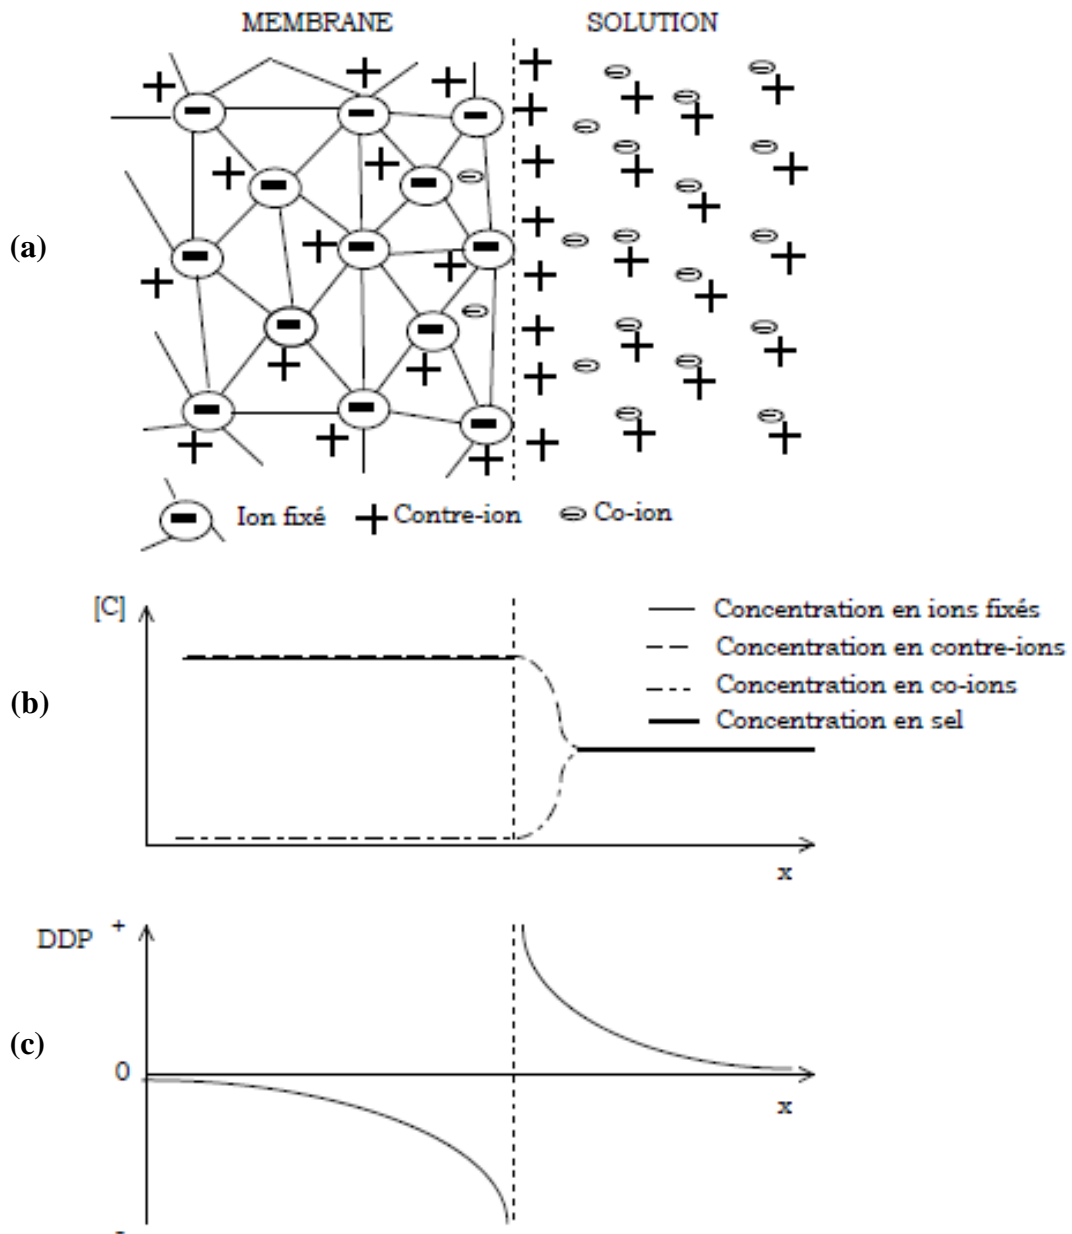 MEMBRANE SOLUTION
(a)
Ion fixé Contre-ion Co-ion
[C]
Concentration en ions fixés
Concentration en contre-ions
Concentration en co-ions
Concentration en sel
(b)
x
DDP +
(c)
0
x
-